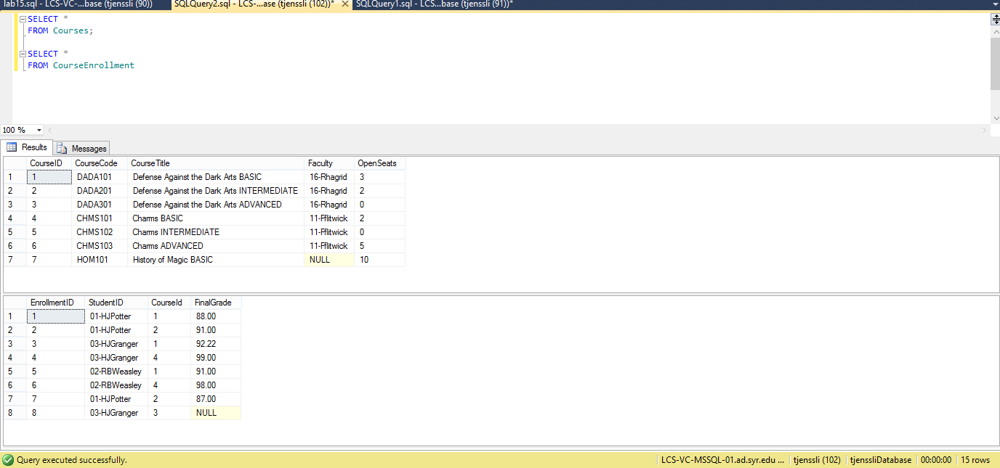 lab15.sql - LCS-VC-...base (tjenssli (90)) SQLQuery2.sql - LCS-...ase (tjenssli (102))* SQLQuery1.sql - LCS...base (tjenssli (91))*
SELECT *
FROM Courses;
SELECT *
FROM CourseEnrollment
100 %
Results Messages
CourseID CourseCode CourseTitle Faculty OpenSeats
1 1 DADA101 Defense Against the Dark Arts BASIC 16-Rhagrid 3
2 2 DADA201 Defense Against the Dark Arts INTERMEDIATE 16-Rhagrid 2
3 3 DADA301 Defense Against the Dark Arts ADVANCED 16-Rhagrid 0
4 4 CHMS101 Charms BASIC 11-Fflitwick 2
5 5 CHMS102 Charms INTERMEDIATE 11-Fflitwick 0
6 6 CHMS103 Charms ADVANCED 11-Fflitwick 5
7 7 HOM101 History of Magic BASIC NULL 10
EnrollmentID StudentID CourseId FinalGrade
1 1 01-HJPotter 1 88.00
2 2 01-HJPotter 2 91.00
3 3 03-HJGranger 1 92.22
4 4 03-HJGranger 4 99.00
5 5 02-RBWeasley 1 91.00
6 6 02-RBWeasley 4 98.00
7 7 01-HJPotter 2 87.00
8 8 03-HJGranger 3 NULL
Query executed successfully. LCS-VC-MSSQL-01.ad.syr.edu ... tjenssli (102) tjenssliDatabase 00:00:00 15 rows